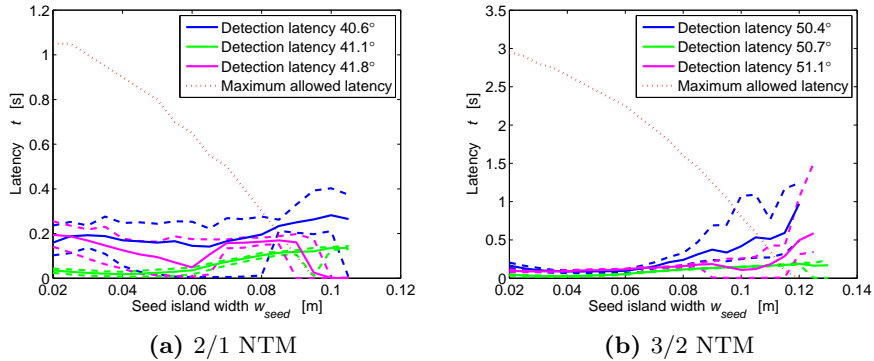 1.2
1
0.8
0.6
0.4
0.2
0
0.02 0.04 0.06 0.08 0.1 0.12
Latency t [s]
Seed island width w_seed [m]
Detection latency 40.6°
Detection latency 41.1°
Detection latency 41.8°
Maximum allowed latency
(a) 2/1 NTM
3.5
3
2.5
2
1.5
1
0.5
0
0.02 0.04 0.06 0.08 0.1 0.12 0.14
Latency t [s]
Seed island width w_seed [m]
Detection latency 50.4°
Detection latency 50.7°
Detection latency 51.1°
Maximum allowed latency
(b) 3/2 NTM